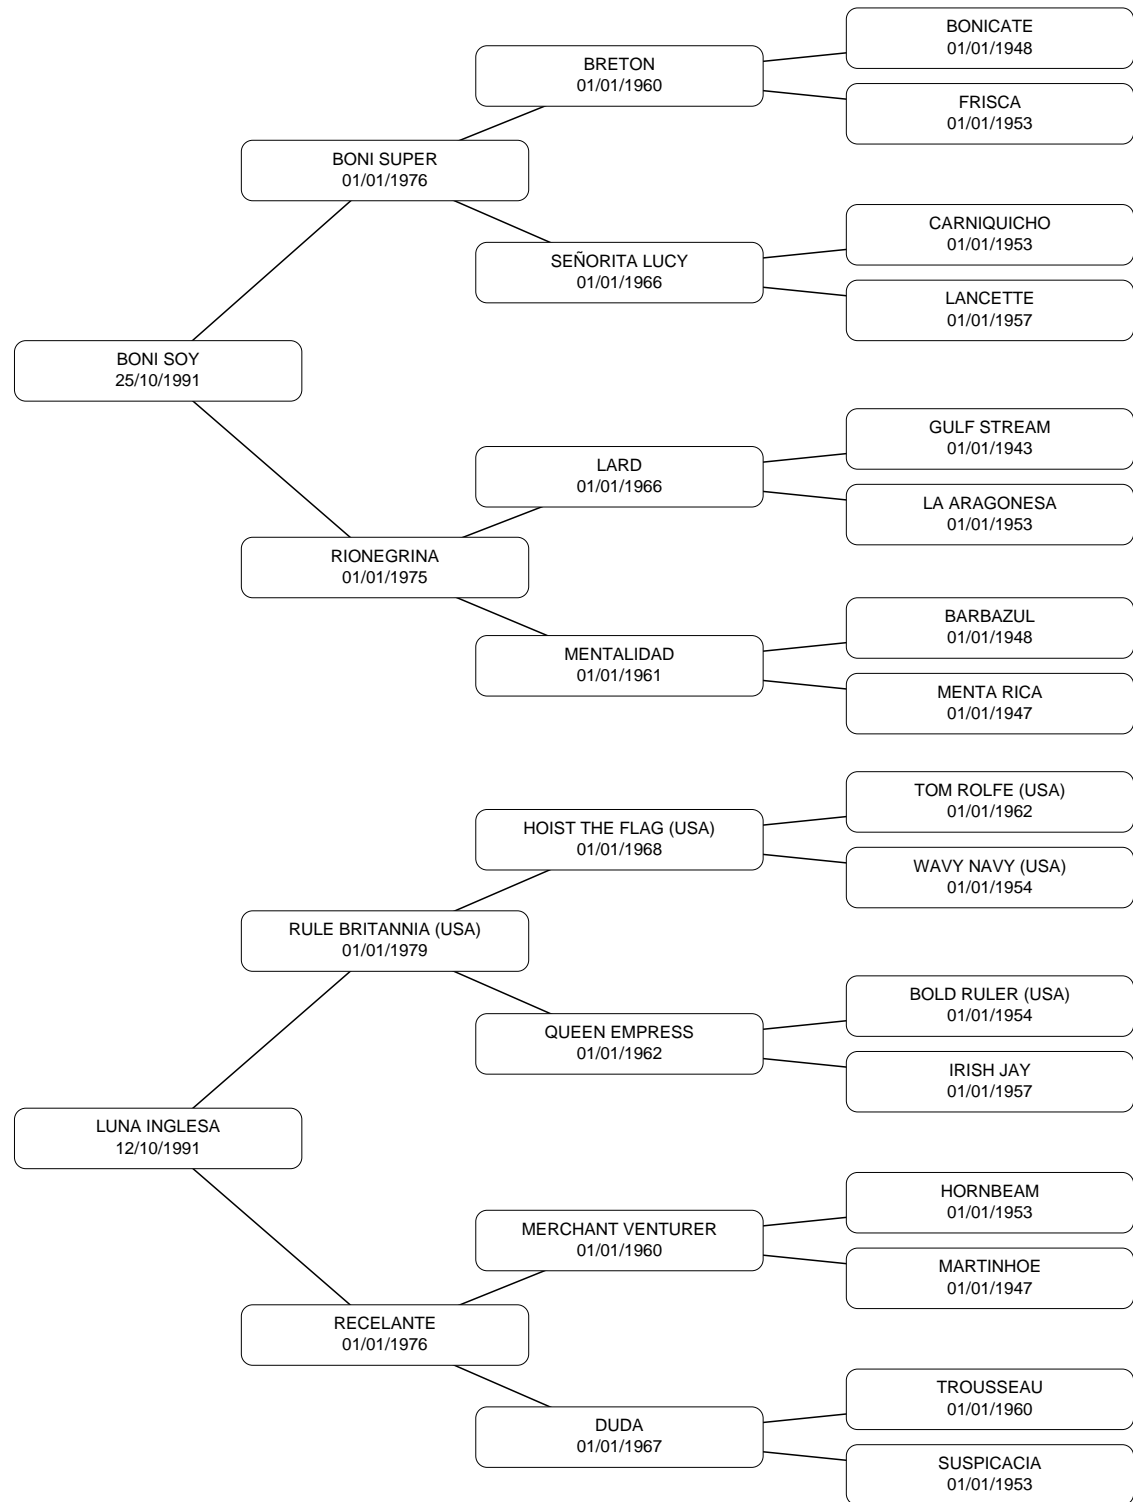 BONICATE
01/01/1948
BRETON
01/01/1960
FRISCA
01/01/1953
BONI SUPER
01/01/1976
CARNIQUICHO
01/01/1953
SEÑORITA LUCY
01/01/1966
LANCETTE
01/01/1957
BONI SOY
25/10/1991
GULF STREAM
01/01/1943
LARD
01/01/1966
LA ARAGONESA
01/01/1953
RIONEGRINA
01/01/1975
BARBAZUL
01/01/1948
MENTALIDAD
01/01/1961
MENTA RICA
01/01/1947
TOM ROLFE (USA)
01/01/1962
HOIST THE FLAG (USA)
01/01/1968
WAVY NAVY (USA)
01/01/1954
RULE BRITANNIA (USA)
01/01/1979
BOLD RULER (USA)
01/01/1954
QUEEN EMPRESS
01/01/1962
IRISH JAY
01/01/1957
LUNA INGLESA
12/10/1991
HORNBEAM
01/01/1953
MERCHANT VENTURER
01/01/1960
MARTINHOE
01/01/1947
RECELANTE
01/01/1976
TROUSSEAU
01/01/1960
DUDA
01/01/1967
SUSPICACIA
01/01/1953